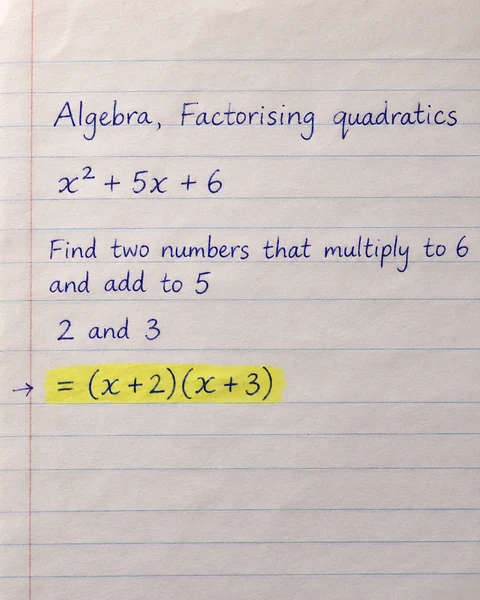 Algebra, Factorising quadratics
x² + 5x + 6
Find two numbers that multiply to 6
and add to 5
2 and 3
→ = (x + 2)(x + 3)